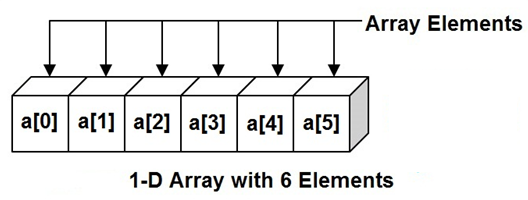 Array Elements
a[0] a[1] a[2] a[3] a[4] a[5]
1-D Array with 6 Elements